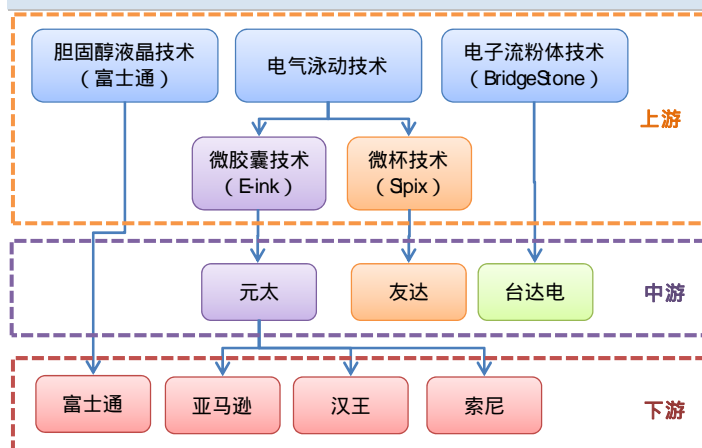 胆固醇液晶技术
（富士通）
电气泳动技术
电子流粉体技术
(BridgeStone)
上游
微胶囊技术
（E-ink）
微杯技术
（Sipix）
元太
友达
台达电
中游
富士通
亚马逊
汉王
索尼
下游